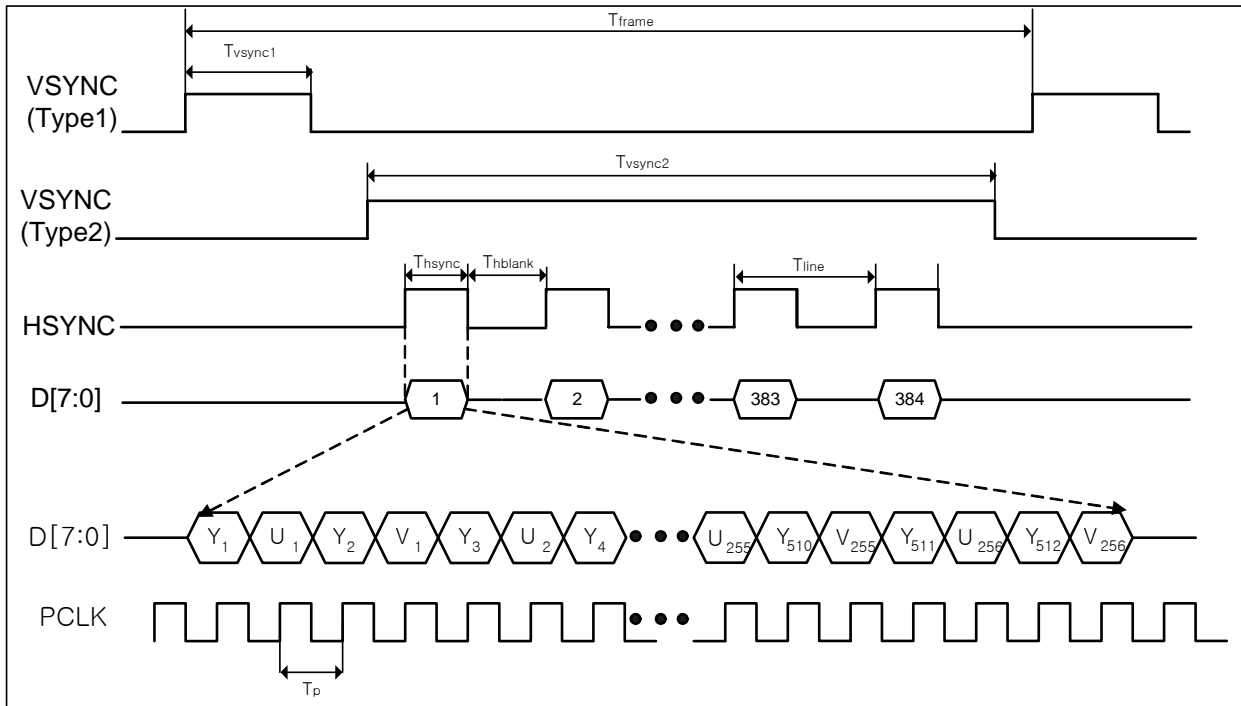 Tframe
Tvsync1
VSYNC
(Type1)
Tvsync2
VSYNC
(Type2)
Thsync Thblank Tline
HSYNC
D[7:0] 1 2 383 384
D[7:0] Y1 U1 Y2 V1 Y3 U2 Y4 U255 Y510 V255 Y511 U256 Y512 V256
PCLK
Tp